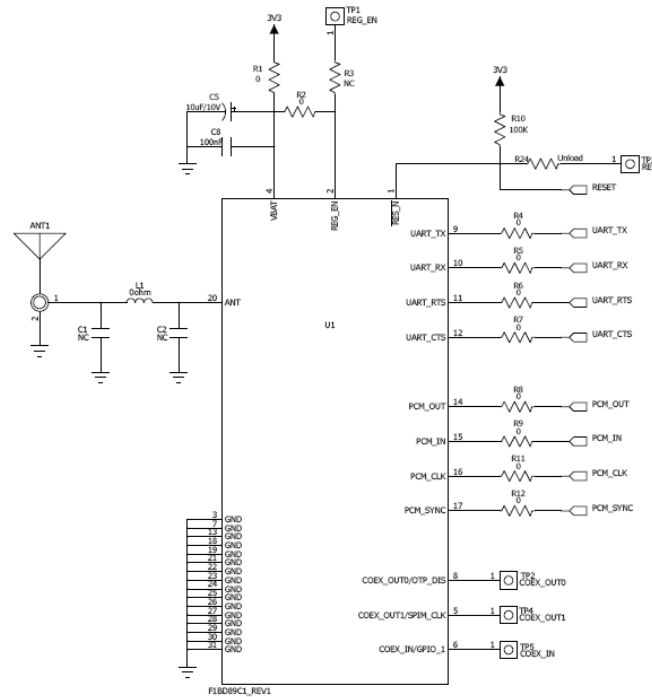 TP1
REG_EN
1
3V3
R1
0
R3
NC
3V3
R2
0
C5
10uF/10V
C8
100nF
R10
100K
R24
Unload
1
RESET
4
VBAT
2
REG_EN
1
RES_N
ANT1
1
2
L1
0ohm
C1
NC
C2
NC
20
ANT
U1
UART_TX
9
R4
0
UART_TX
UART_RX
10
R5
0
UART_RX
UART_RTS
11
R6
0
UART_RTS
UART_CTS
12
R7
0
UART_CTS
PCM_OUT
14
R8
0
PCM_OUT
PCM_IN
15
R9
0
PCM_IN
PCM_CLK
16
R11
0
PCM_CLK
PCM_SYNC
17
R12
0
PCM_SYNC
3 GND
7 GND
13 GND
18 GND
19 GND
21 GND
22 GND
23 GND
24 GND
25 GND
26 GND
27 GND
28 GND
29 GND
30 GND
31 GND
COEX_OUT0/OTP_DIS
8
1
TP2
COEX_OUT0
COEX_OUT1/SPIM_CLK
5
1
TP4
COEX_OUT1
COEX_IN/GPIO_1
6
1
TP5
COEX_IN
F1BD89C1_REV1